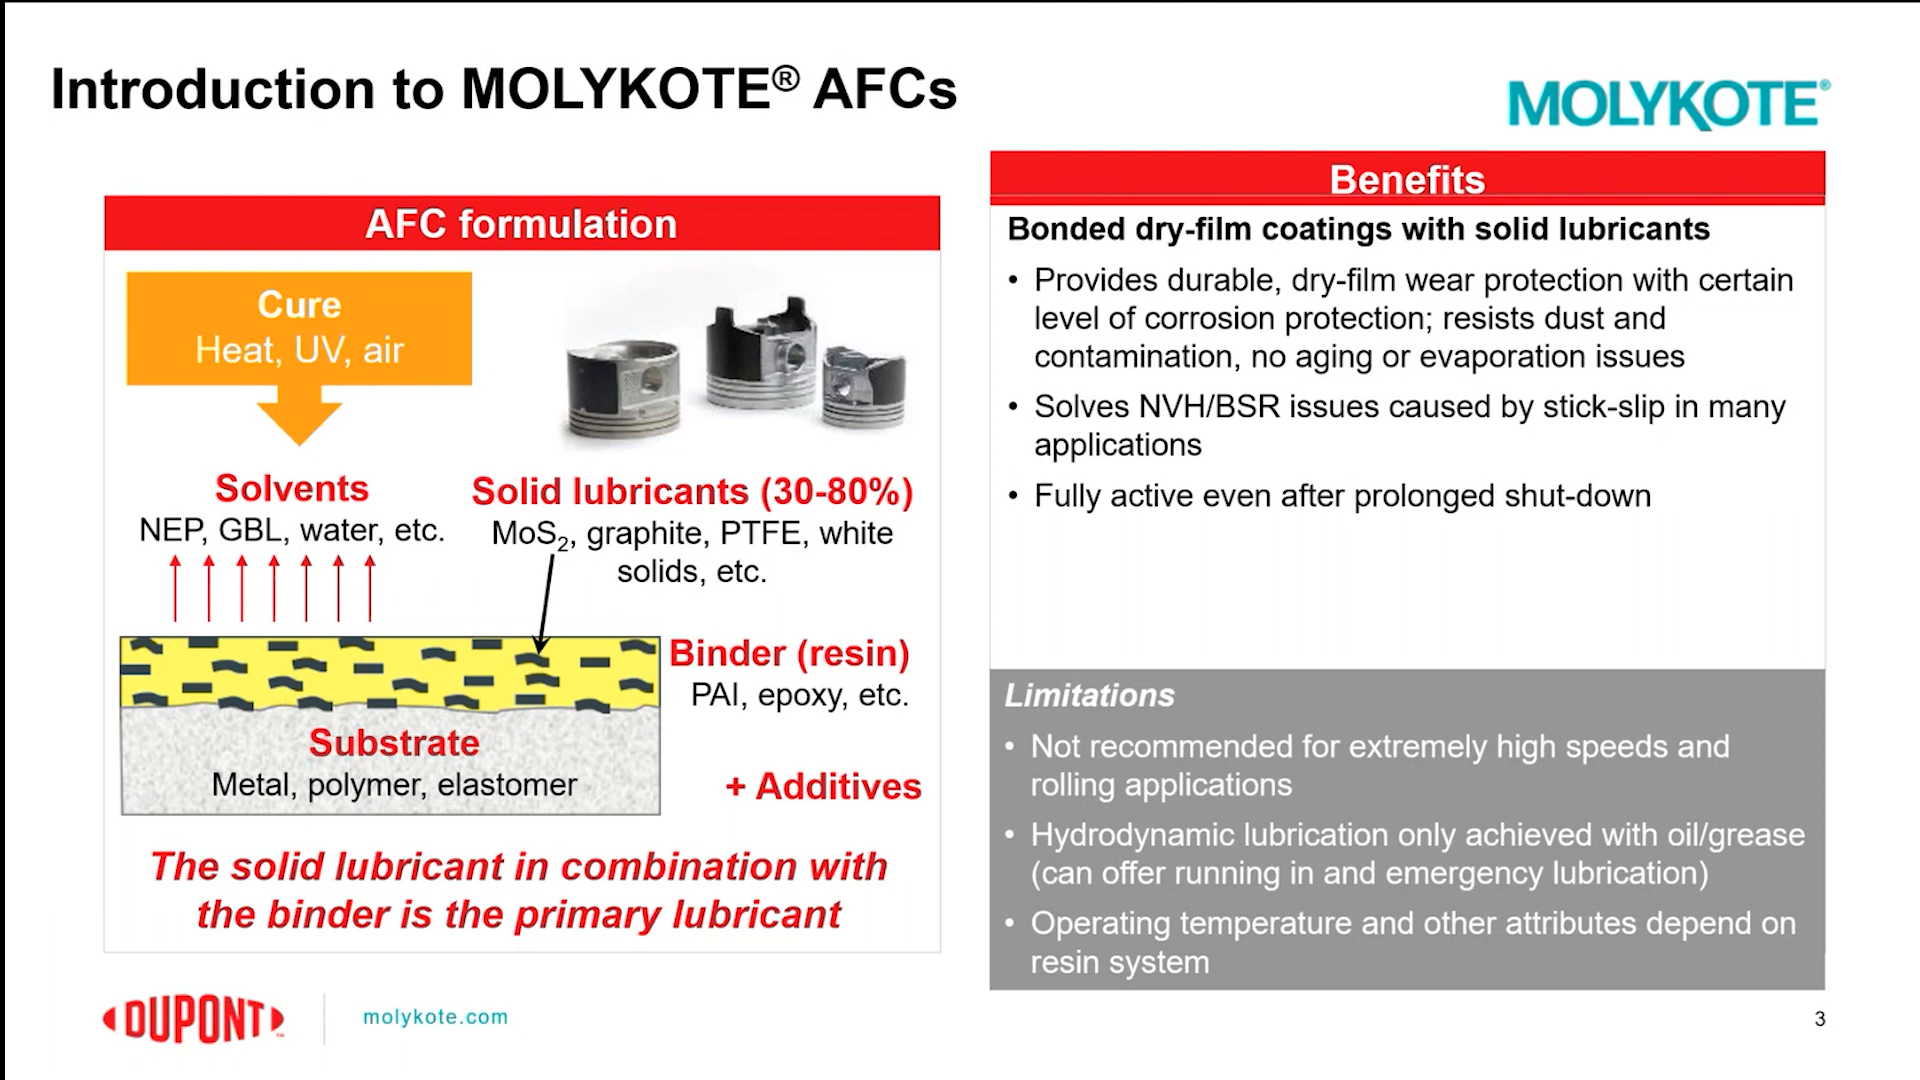 Introduction to MOLYKOTE® AFCs
MOLYKOTE®
AFC formulation
Cure
Heat, UV, air
Solvents
NEP, GBL, water, etc.
Solid lubricants (30-80%)
MoS₂, graphite, PTFE, white
solids, etc.
Binder (resin)
PAI, epoxy, etc.
Substrate
Metal, polymer, elastomer
+ Additives
The solid lubricant in combination with
the binder is the primary lubricant
Benefits
Bonded dry-film coatings with solid lubricants
• Provides durable, dry-film wear protection with certain
level of corrosion protection; resists dust and
contamination, no aging or evaporation issues
• Solves NVH/BSR issues caused by stick-slip in many
applications
• Fully active even after prolonged shut-down
Limitations
• Not recommended for extremely high speeds and
rolling applications
• Hydrodynamic lubrication only achieved with oil/grease
(can offer running in and emergency lubrication)
• Operating temperature and other attributes depend on
resin system
DUPONT™
molykote.com
3